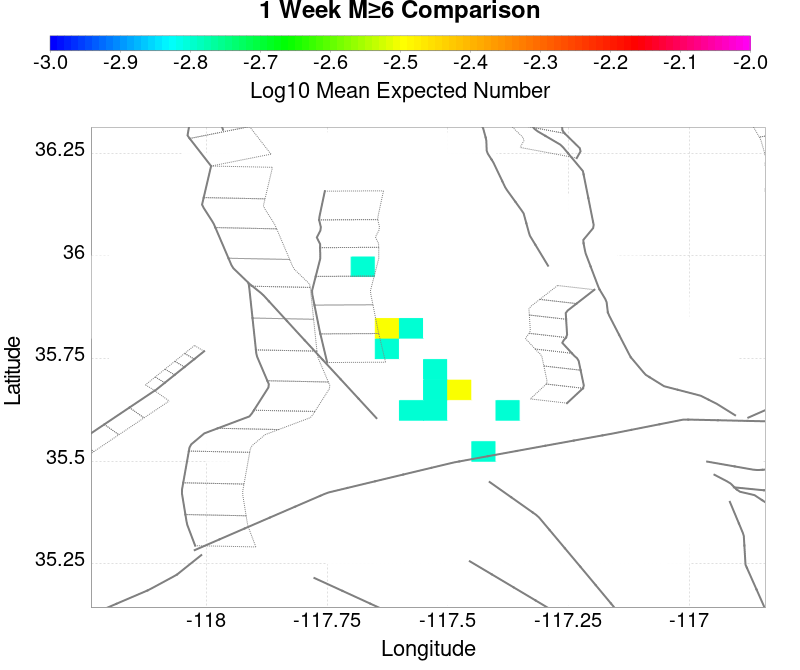 1 Week M≥6 Comparison
-3.0 -2.9 -2.8 -2.7 -2.6 -2.5 -2.4 -2.3 -2.2 -2.1 -2.0
Log10 Mean Expected Number
36.25
36
35.75
35.5
35.25
Latitude
-118 -117.75 -117.5 -117.25 -117
Longitude